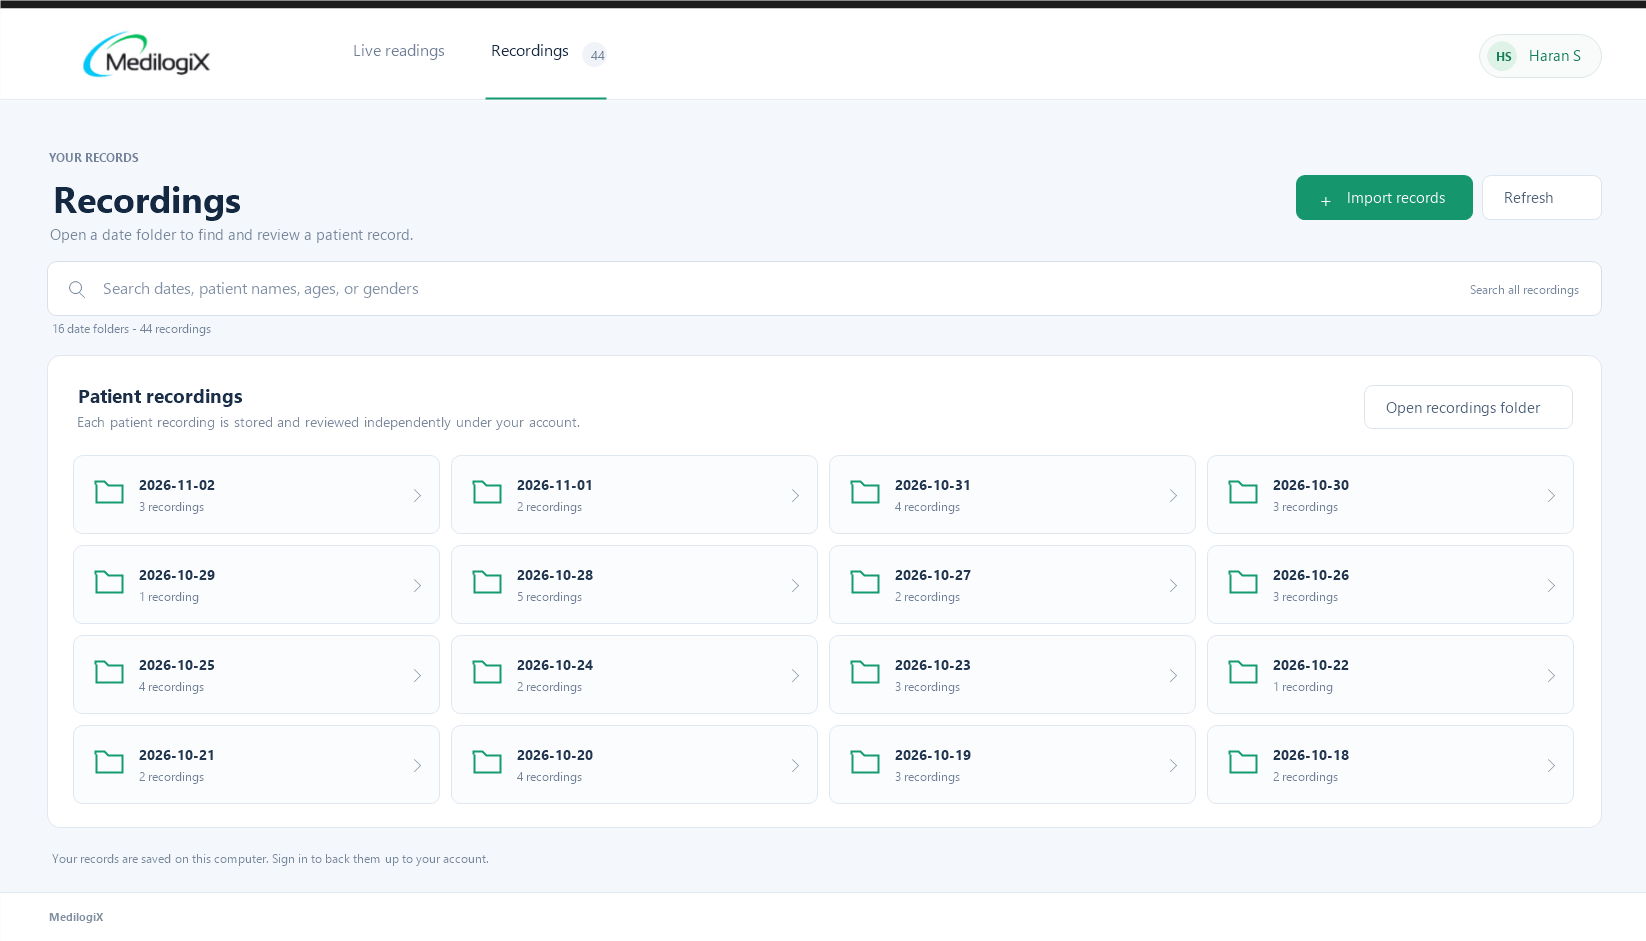 MedilogiX
Live readings
Recordings 44
HS Haran S
YOUR RECORDS
Recordings
Open a date folder to find and review a patient record.
+ Import records
Refresh
Search dates, patient names, ages, or genders
Search all recordings
16 date folders - 44 recordings
Patient recordings
Each patient recording is stored and reviewed independently under your account.
Open recordings folder
2026-11-02
3 recordings
2026-11-01
2 recordings
2026-10-31
4 recordings
2026-10-30
3 recordings
2026-10-29
1 recording
2026-10-28
5 recordings
2026-10-27
2 recordings
2026-10-26
3 recordings
2026-10-25
4 recordings
2026-10-24
2 recordings
2026-10-23
3 recordings
2026-10-22
1 recording
2026-10-21
2 recordings
2026-10-20
4 recordings
2026-10-19
3 recordings
2026-10-18
2 recordings
Your records are saved on this computer. Sign in to back them up to your account.
MedilogiX